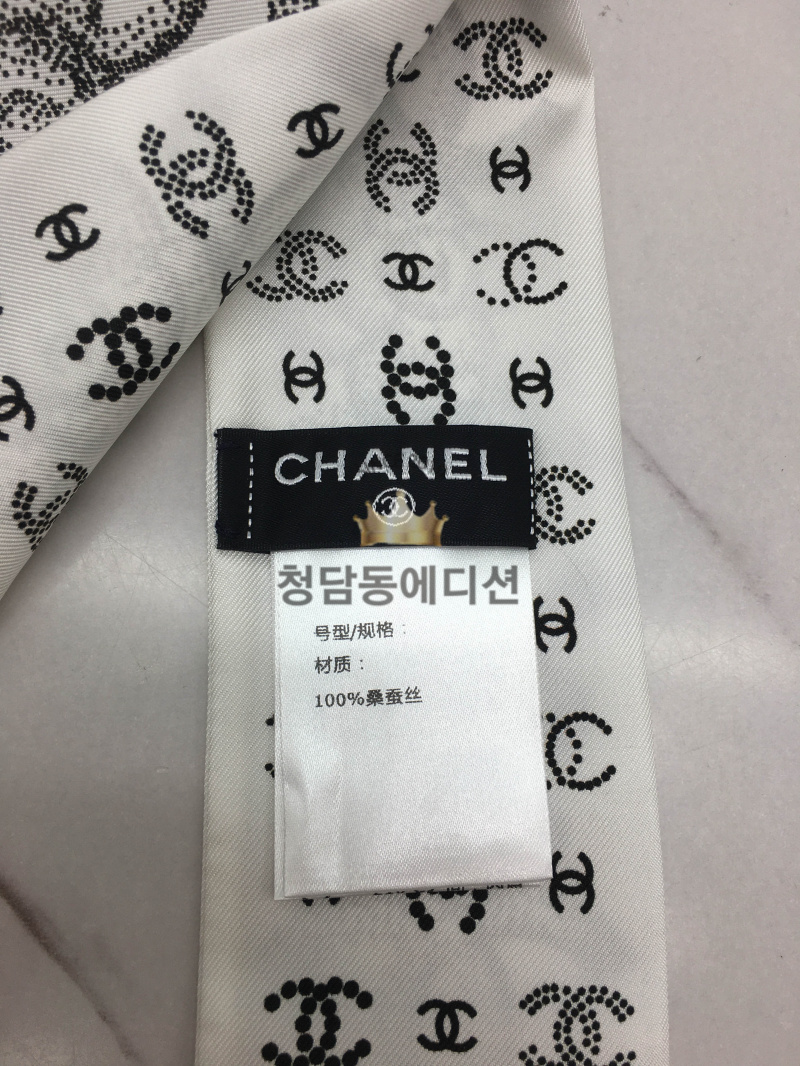 CHANEL
청담동에디션
号型/规格：
材质：
100%桑蚕丝